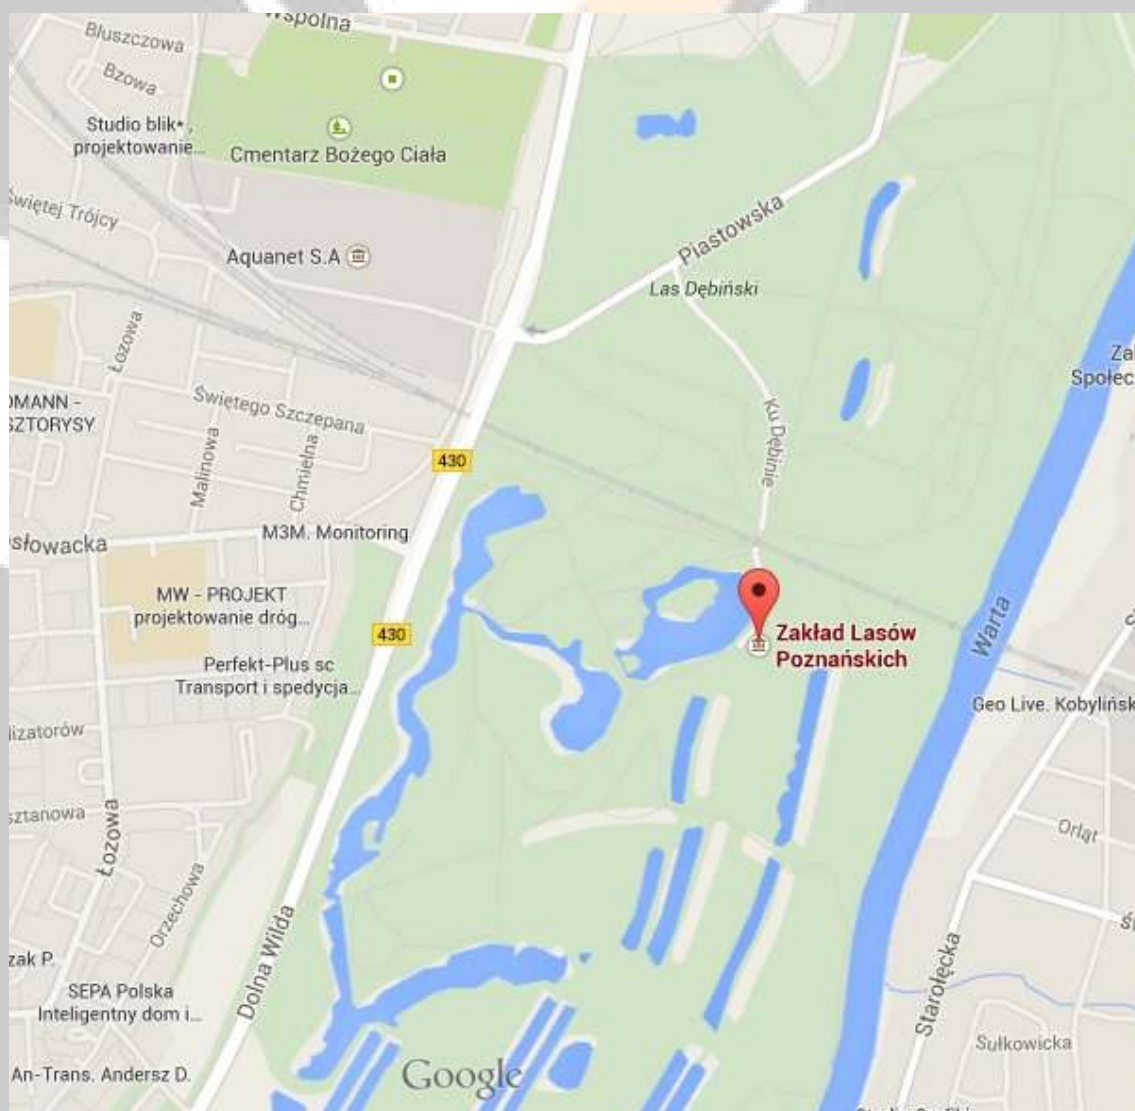 Wspólna
Bluszczowa
Bzowa
Studio blik*,
projektowanie...
Cmentarz Bożego Ciała
Świętej Trójcy
Piastowska
Aquanet S.A
Las Dębiński
Łozowa
Za
Społec
OMANN -
SZTORYSY
Świętego Szczepana
Malinowa
Chmielna
Ku Dębinie
430
słowacka
M3M. Monitoring
MW - PROJEKT
projektowanie dróg...
430
Warta
Zakład Lasów
Poznańskich
Perfekt-Plus sc
Transport i spedycja...
Geo Live. Kobylińsk
lizatorów
sztanowa
Łozowa
Orląt
Orzechowa
Dolna Wilda
zak P.
Starołęcka
SEPA Polska
Inteligentny dom i...
Sułkowicka
An-Trans. Andersz D.
Google